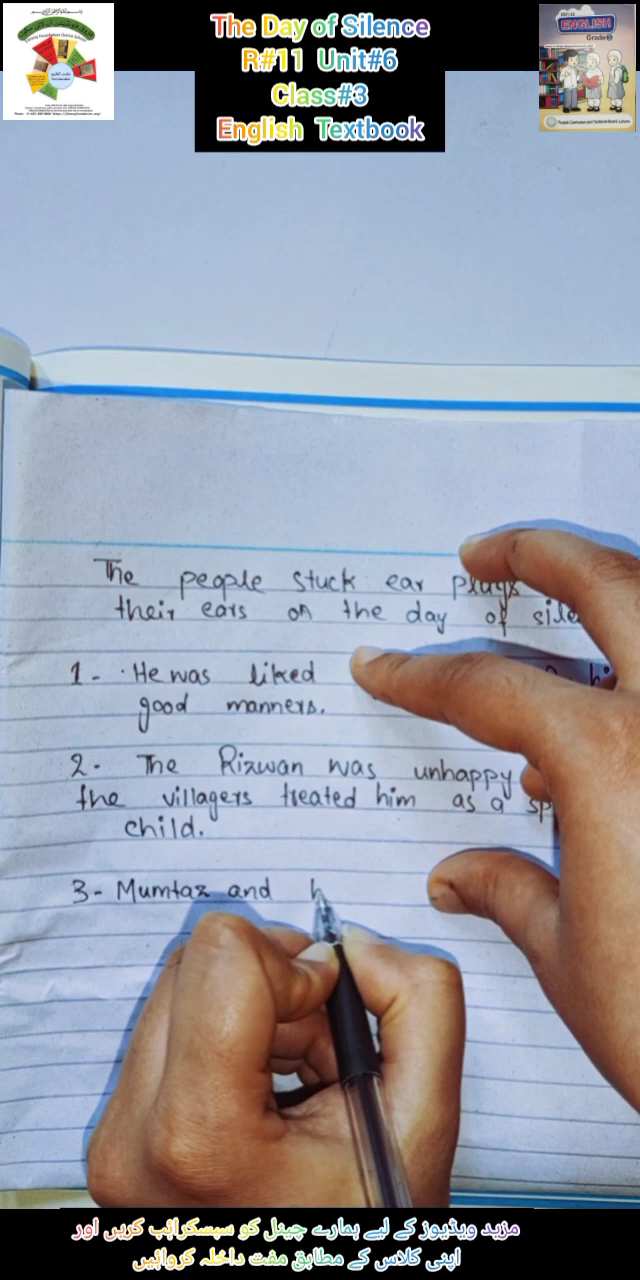 The Day of Silence
R#11 Unit#6
Class#3
English Textbook
ENGLISH
Grade 3
The people stuck ear plugs
their ears on the day of sile
1- He was liked
good manners.
2. The Rizwan was unhappy
the villagers treated him as a sp
child.
3- Mumtaz and h
مزید ویڈیوز کے لیے ہمارے چینل کو سبسکرائب کریں اور
اپنی کلاس کے مطابق مفت داخلہ کروائیں